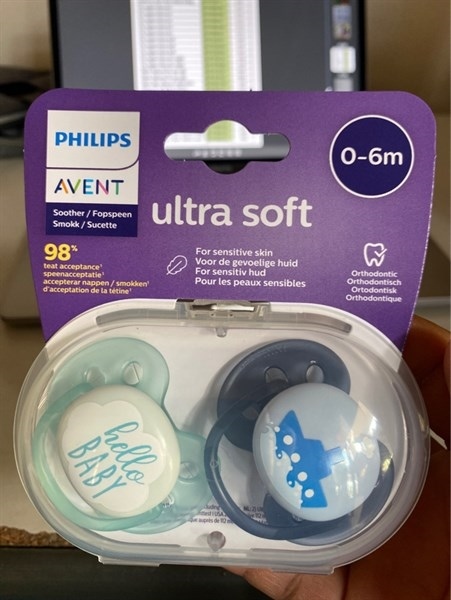 PHILIPS
AVENT
Soother / Fopspeen
Smokk / Sucette
ultra soft
0-6m
98%
teat acceptance¹
speenacceptatie¹
accepterar nappen / smokken¹
d'acceptation de la tétine¹
For sensitive skin
Voor de gevoelige huid
For sensitiv hud
Pour les peaux sensibles
Orthodontic
Orthodontisch
Ortodontisk
Orthodontique
hello
BABY